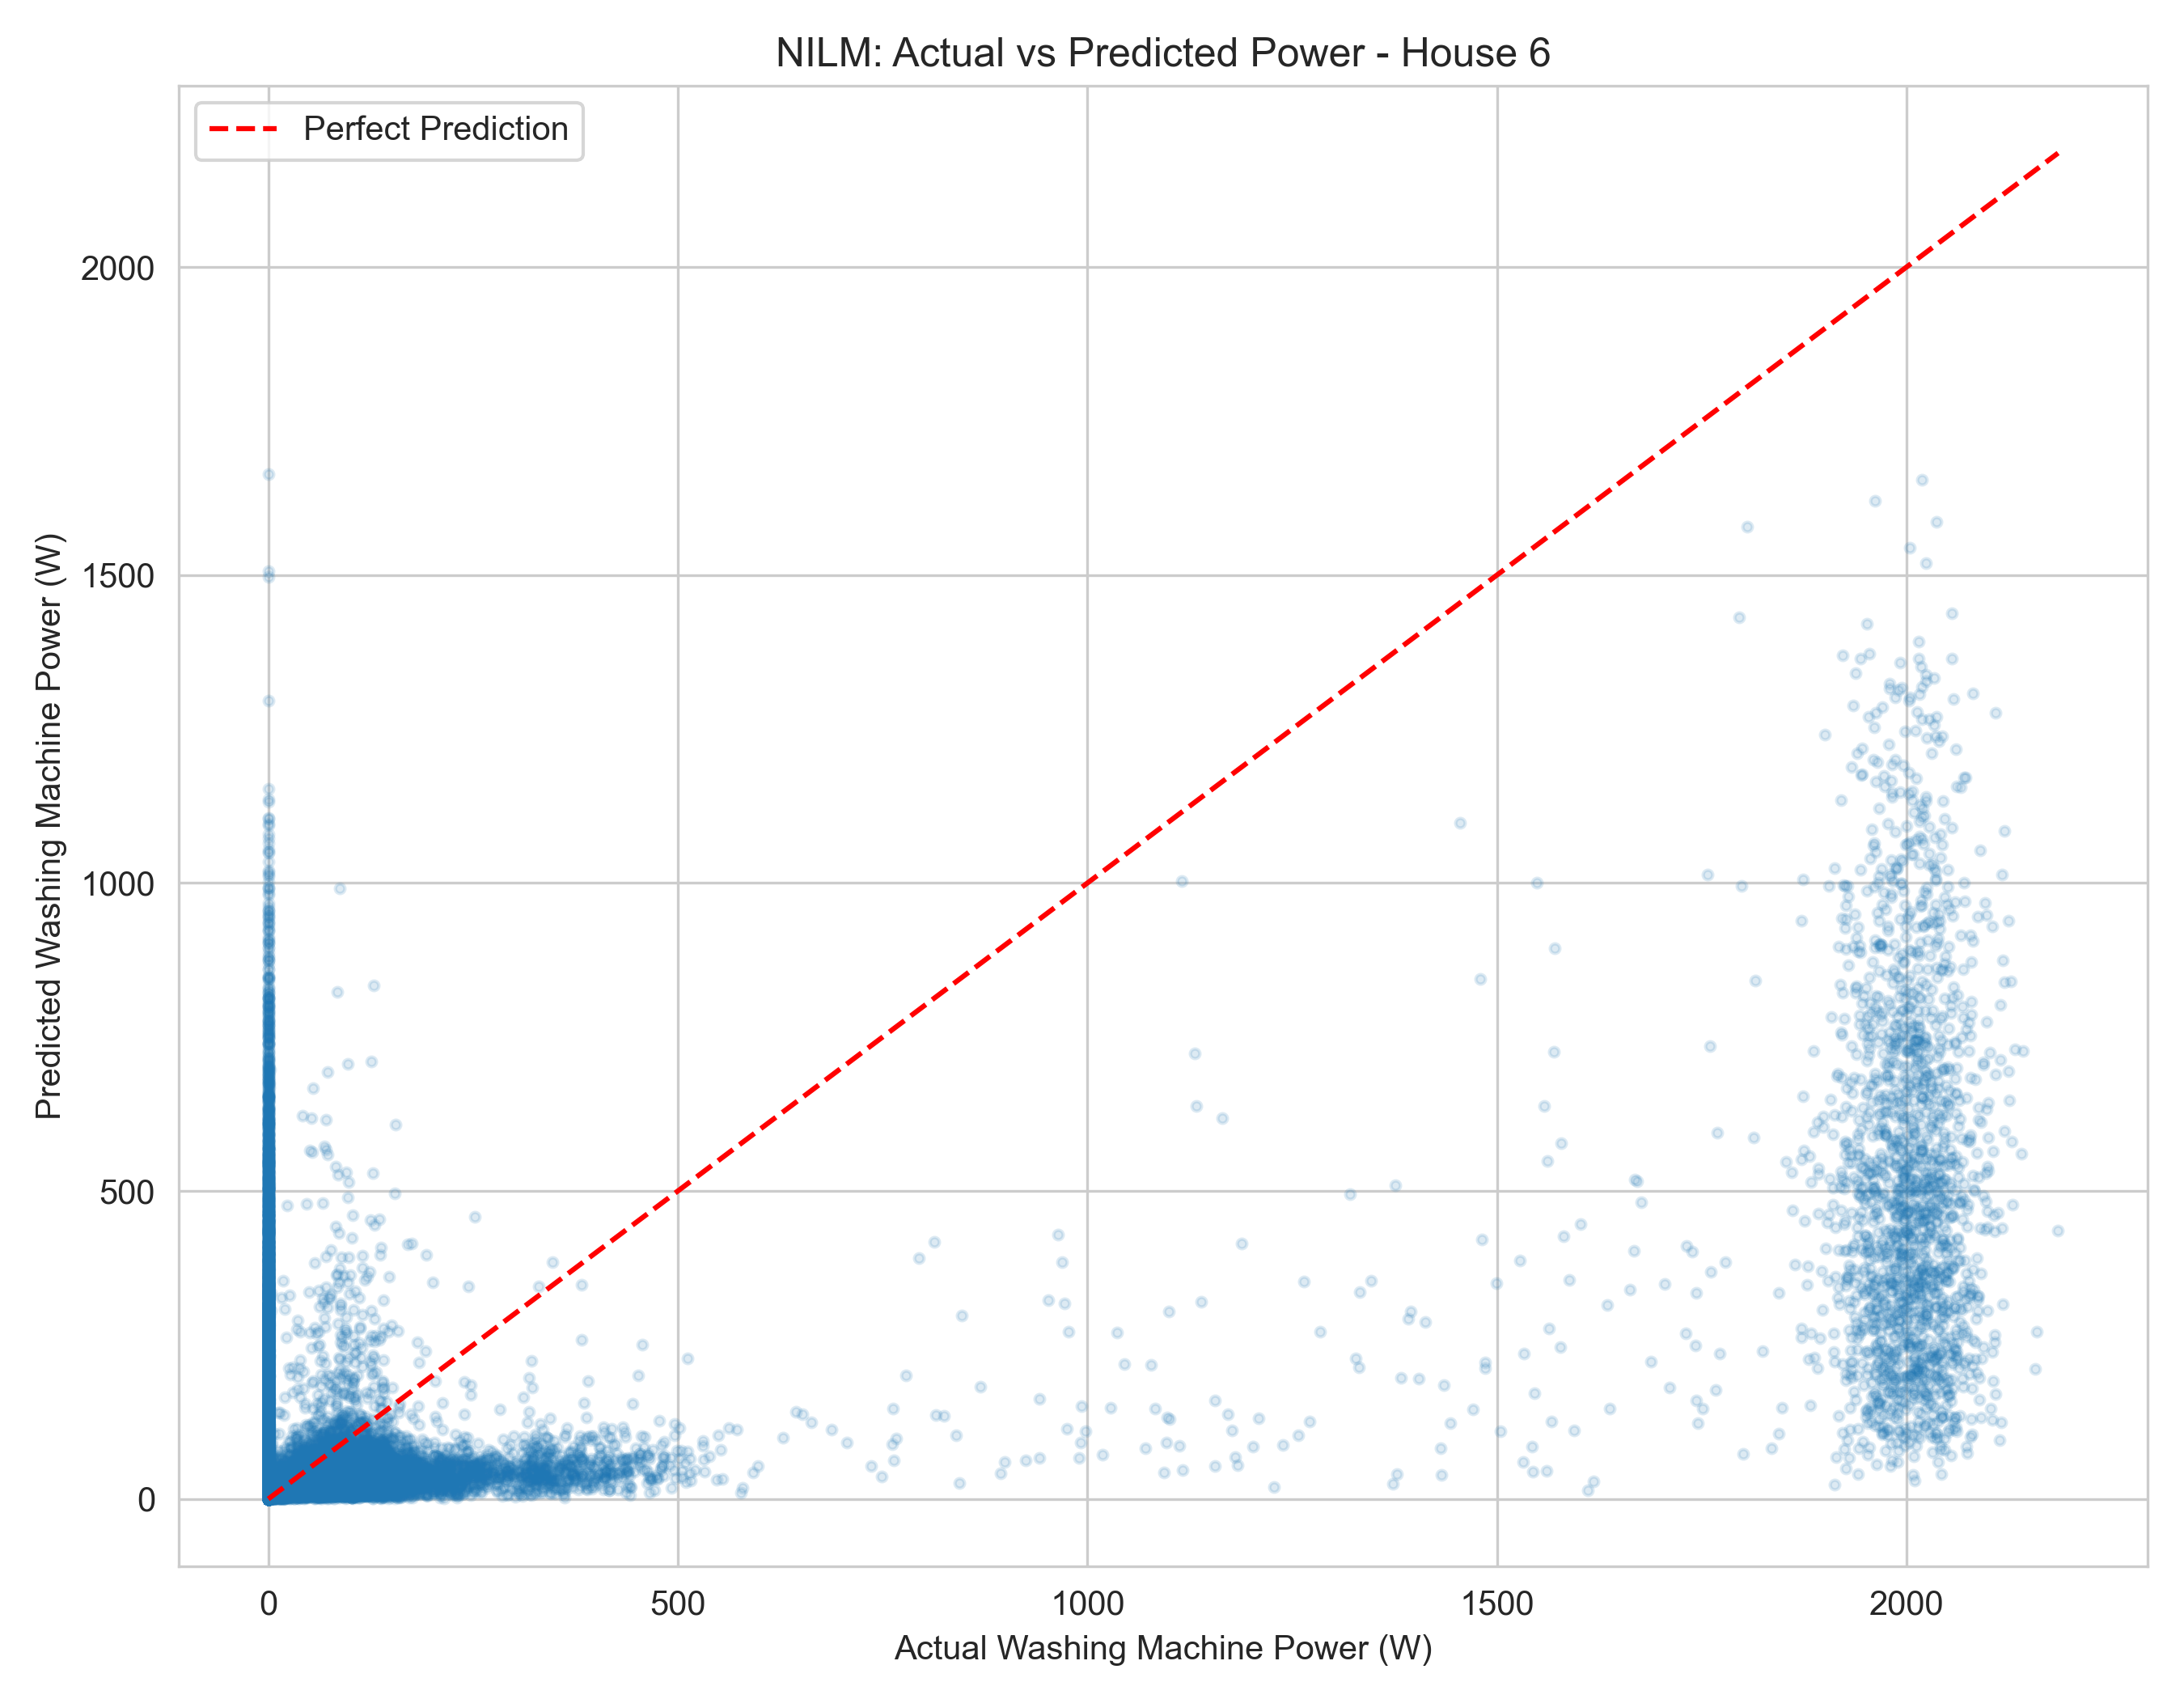 NILM: Actual vs Predicted Power - House 6
Perfect Prediction
Predicted Washing Machine Power (W)
2000
1500
1000
500
0
0 500 1000 1500 2000
Actual Washing Machine Power (W)